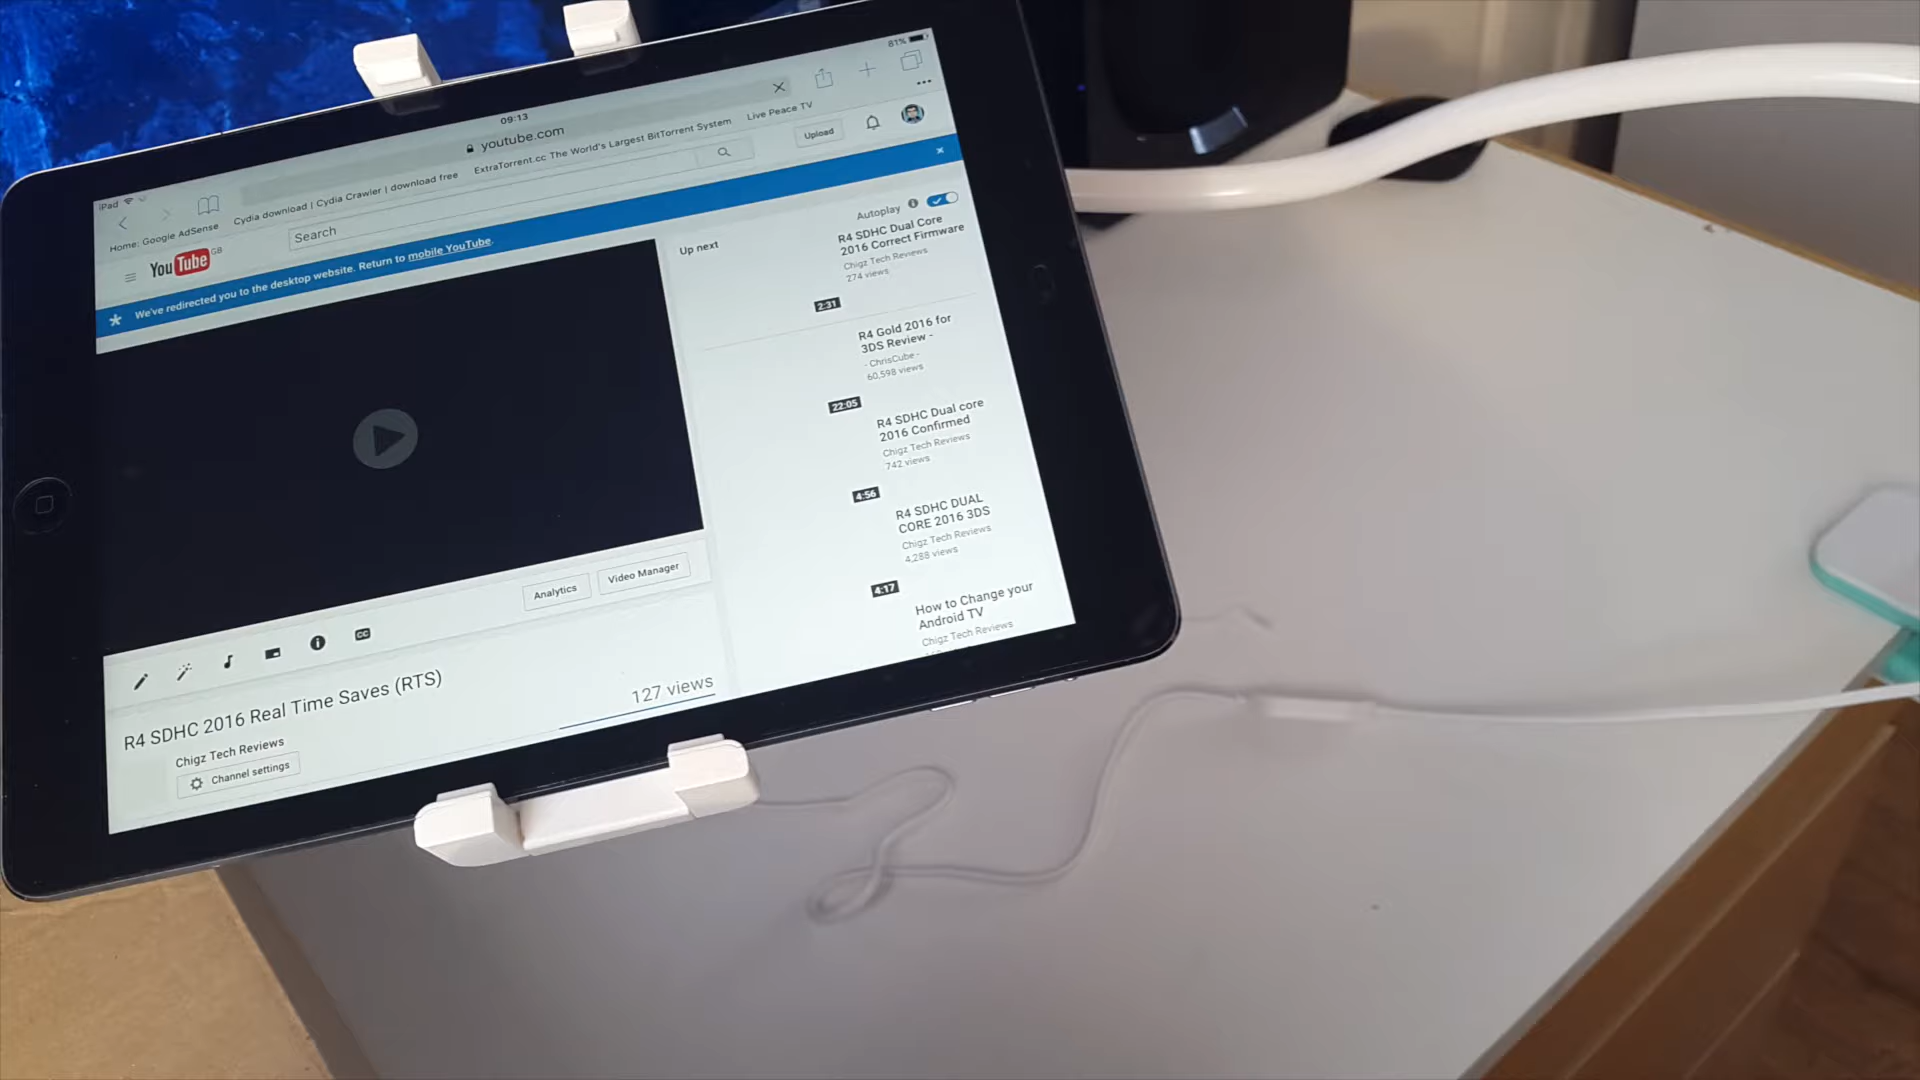 iPad
09:13
81%
youtube.com
Home: Google AdSense
Cydia download | Cydia Crawler | download free
ExtraTorrent.cc The World's Largest BitTorrent System
Live Peace TV
YouTube GB
Search
Upload
We've redirected you to the desktop website. Return to mobile YouTube.
Up next
Autoplay
R4 SDHC Dual Core
2016 Correct Firmware
Chigz Tech Reviews
274 views
2:31
R4 Gold 2016 for
3DS Review -
- ChrisCube -
60,598 views
22:05
R4 SDHC Dual core
2016 Confirmed
Chigz Tech Reviews
742 views
4:56
R4 SDHC DUAL
CORE 2016 3DS
Chigz Tech Reviews
4,288 views
4:17
How to Change your
Android TV
Chigz Tech Reviews
Analytics
Video Manager
CC
R4 SDHC 2016 Real Time Saves (RTS)
Chigz Tech Reviews
Channel settings
127 views